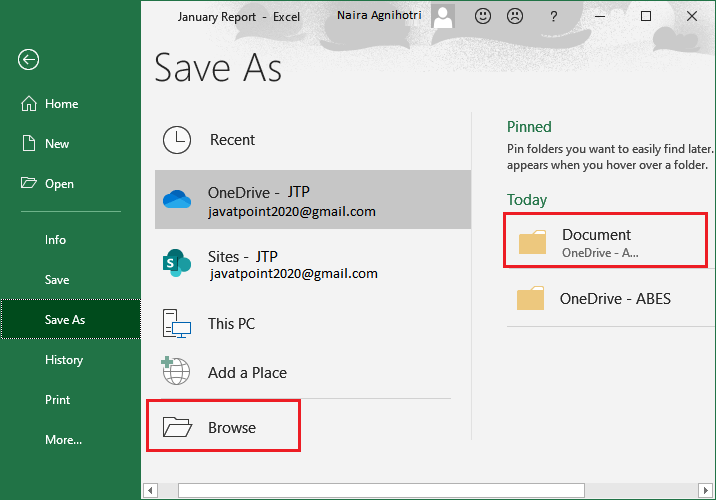 January Report - Excel
Naira Agnihotri
?
Save As
Home
New
Open
Info
Save
Save As
History
Print
More...
Recent
OneDrive - JTP
javatpoint2020@gmail.com
Sites - JTP
javatpoint2020@gmail.com
This PC
Add a Place
Browse
Pinned
Pin folders you want to easily find later.
appears when you hover over a folder.
Today
Document
OneDrive - A...
OneDrive - ABES